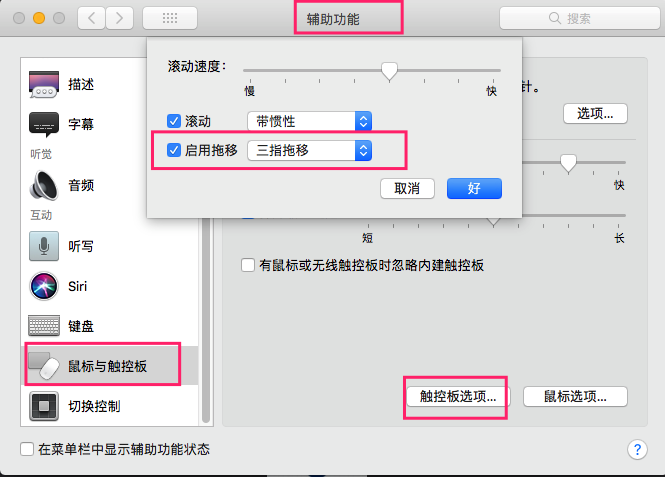 辅助功能
搜索
描述
字幕
听觉
音频
互动
听写
Siri
键盘
鼠标与触控板
切换控制
滚动速度：
慢
快
滚动
带惯性
启用拖移
三指拖移
取消
好
针。
选项...
快
短
长
有鼠标或无线触控板时忽略内建触控板
触控板选项...
鼠标选项...
在菜单栏中显示辅助功能状态
?